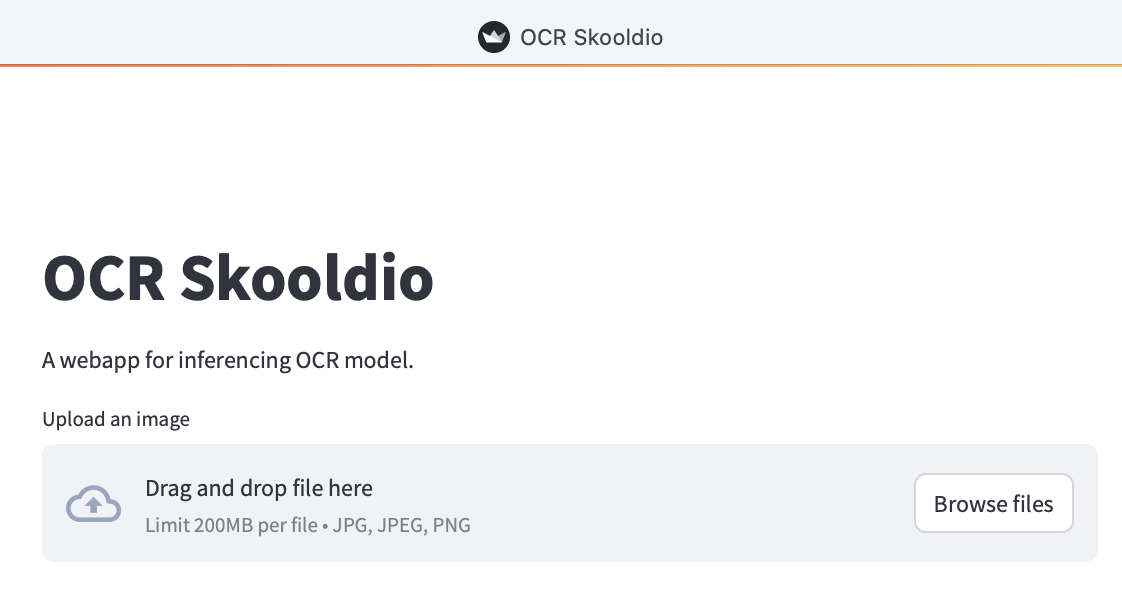 OCR Skooldio
OCR Skooldio
A webapp for inferencing OCR model.
Upload an image
Drag and drop file here
Limit 200MB per file • JPG, JPEG, PNG
Browse files